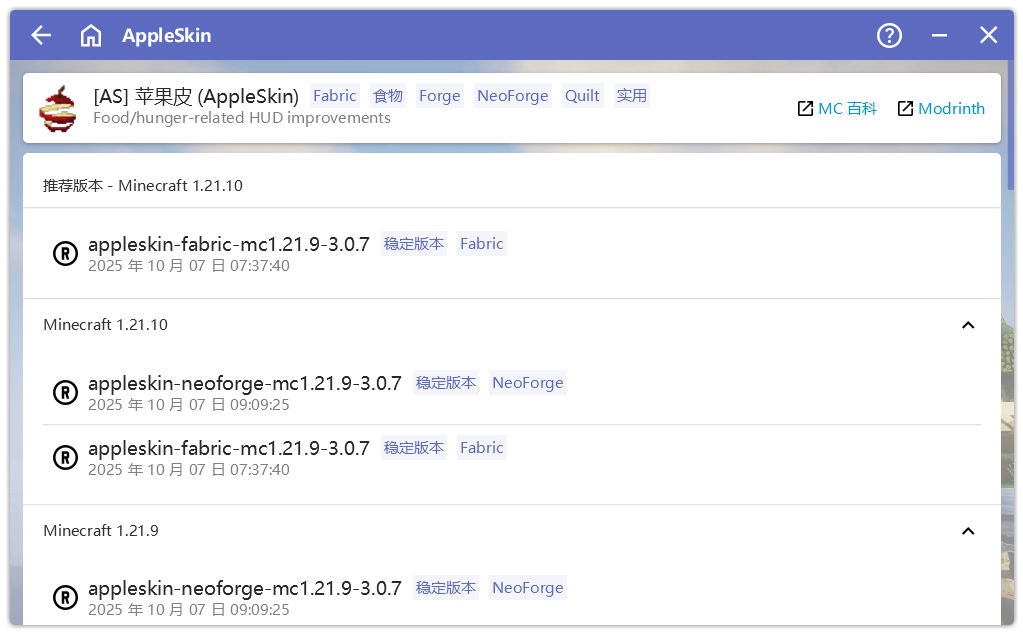 AppleSkin
[AS] 苹果皮 (AppleSkin) Fabric 食物 Forge NeoForge Quilt 实用
Food/hunger-related HUD improvements
MC 百科 Modrinth
推荐版本 - Minecraft 1.21.10
appleskin-fabric-mc1.21.9-3.0.7 稳定版本 Fabric
2025 年 10 月 07 日 07:37:40
Minecraft 1.21.10
appleskin-neoforge-mc1.21.9-3.0.7 稳定版本 NeoForge
2025 年 10 月 07 日 09:09:25
appleskin-fabric-mc1.21.9-3.0.7 稳定版本 Fabric
2025 年 10 月 07 日 07:37:40
Minecraft 1.21.9
appleskin-neoforge-mc1.21.9-3.0.7 稳定版本 NeoForge
2025 年 10 月 07 日 09:09:25